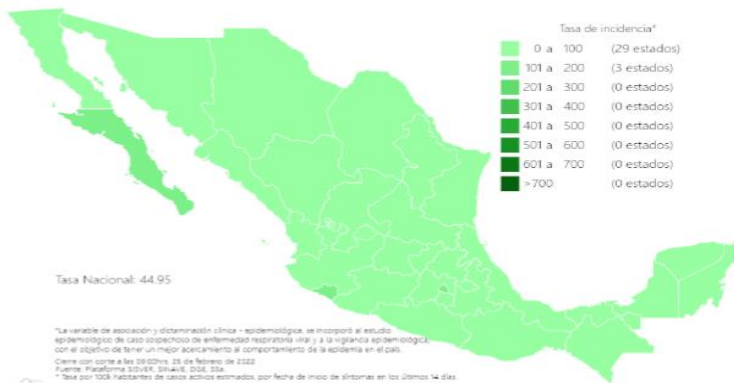 Tasa de incidencia*
0 a 100 (29 estados)
101 a 200 (3 estados)
201 a 300 (0 estados)
301 a 400 (0 estados)
401 a 500 (0 estados)
501 a 600 (0 estados)
601 a 700 (0 estados)
>700 (0 estados)
Tasa Nacional: 44.95
*La variable de asociación y dictaminación clínica - epidemiológica, se incorporó al estudio
epidemiológico de caso sospechoso de enfermedad respiratoria viral y a la vigilancia epidemiológica,
con el objetivo de tener un mejor acercamiento al comportamiento de la epidemia en el país.
Cierre con corte a las 09:00hrs, 25 de febrero de 2022
Fuente: Plataforma SISVER, SINAVE, DGE, SSa.
* Tasa por 100k habitantes de casos activos estimados, por fecha de inicio de síntomas en los últimos 14 días.